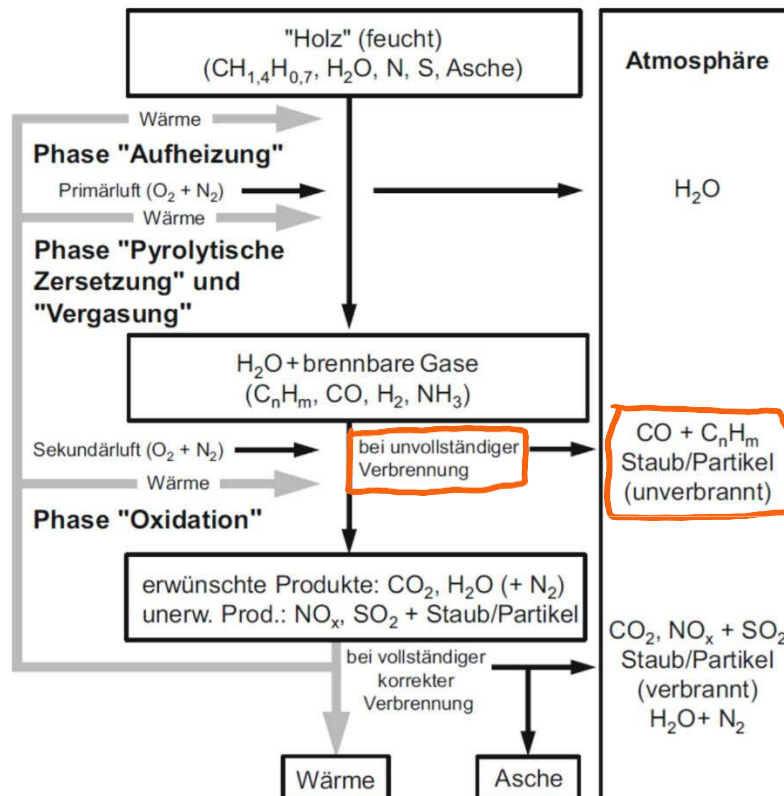 "Holz" (feucht)
(CH1,4H0,7, H2O, N, S, Asche)
Atmosphäre
Wärme
Phase "Aufheizung"
Primärluft (O2 + N2)
H2O
Wärme
Phase "Pyrolytische
Zersetzung" und
"Vergasung"
H2O + brennbare Gase
(CnHm, CO, H2, NH3)
Sekundärluft (O2 + N2)
bei unvollständiger
Verbrennung
CO + CnHm
Staub/Partikel
(unverbrannt)
Wärme
Phase "Oxidation"
erwünschte Produkte: CO2, H2O (+ N2)
unerw. Prod.: NOx, SO2 + Staub/Partikel
bei vollständiger
korrekter
Verbrennung
CO2, NOx + SO2
Staub/Partikel
(verbrannt)
H2O+ N2
Wärme
Asche